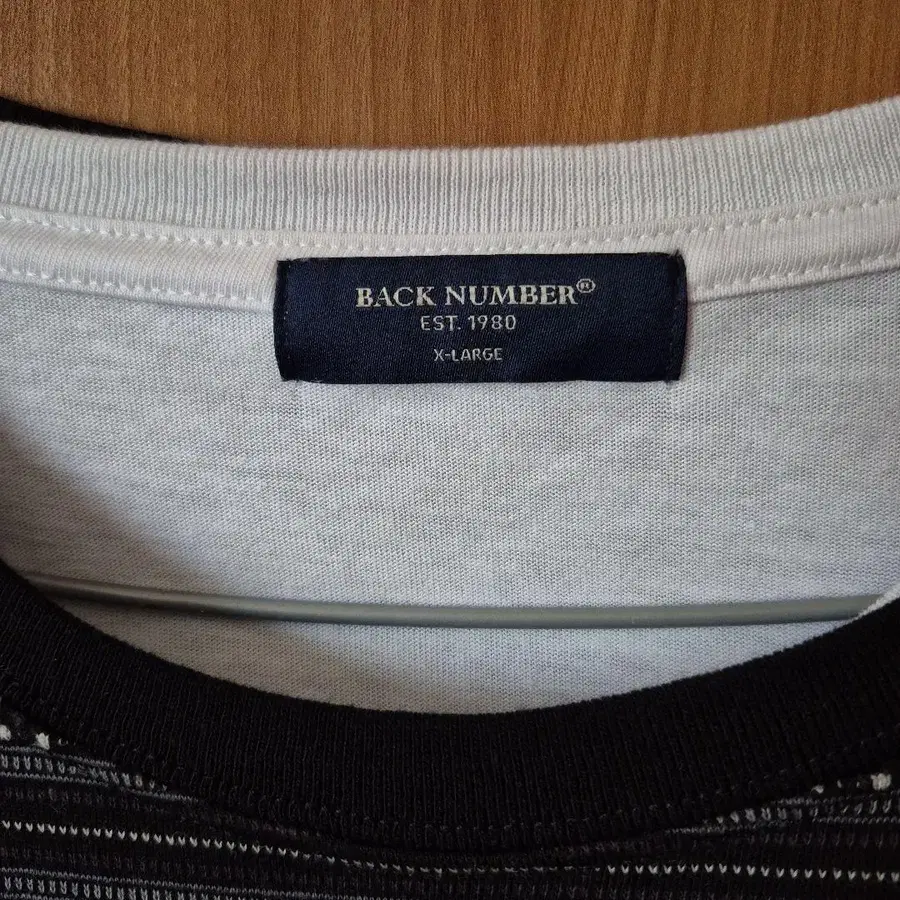 BACK NUMBER®
EST. 1980
X-LARGE